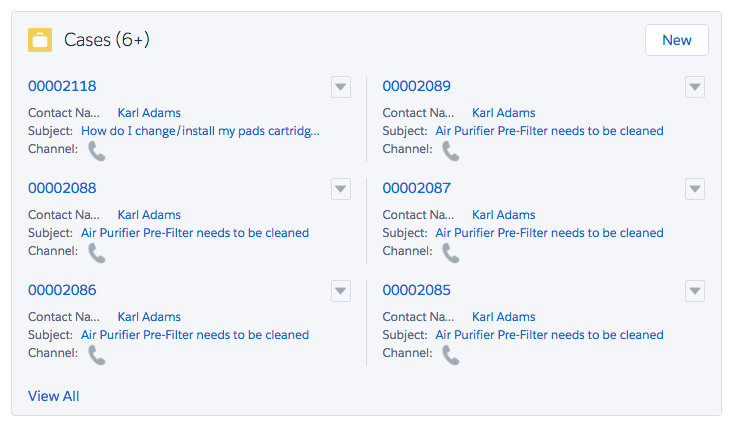 Cases (6+)
New
00002118
Contact Na... Karl Adams
Subject: How do I change/install my pads cartridg...
Channel:
00002089
Contact Na... Karl Adams
Subject: Air Purifier Pre-Filter needs to be cleaned
Channel:
00002088
Contact Na... Karl Adams
Subject: Air Purifier Pre-Filter needs to be cleaned
Channel:
00002087
Contact Na... Karl Adams
Subject: Air Purifier Pre-Filter needs to be cleaned
Channel:
00002086
Contact Na... Karl Adams
Subject: Air Purifier Pre-Filter needs to be cleaned
Channel:
00002085
Contact Na... Karl Adams
Subject: Air Purifier Pre-Filter needs to be cleaned
Channel:
View All